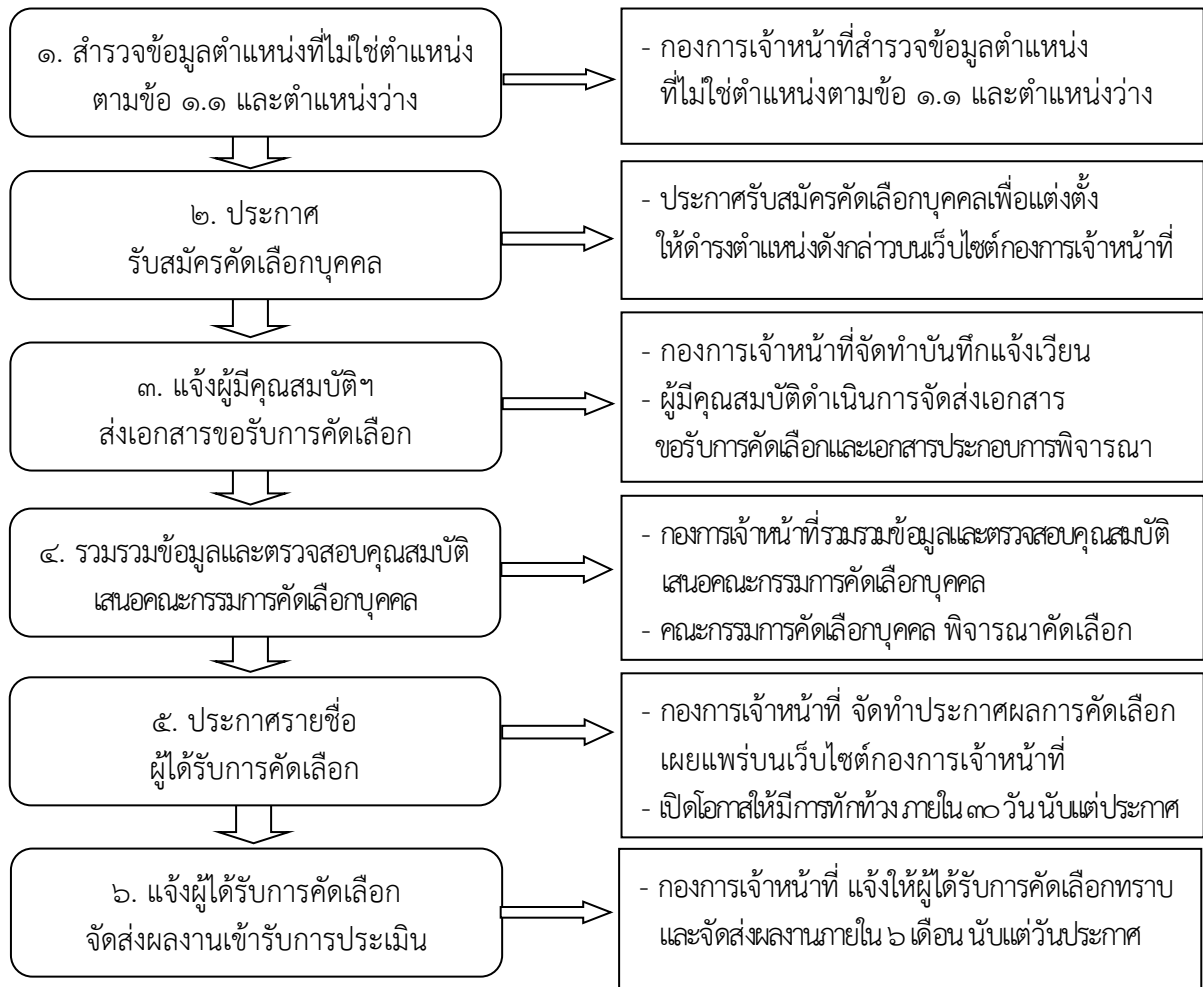 ๑. สำรวจข้อมูลตำแหน่งที่ไม่ใช่ตำแหน่ง
ตามข้อ ๑.๑ และตำแหน่งว่าง
- กองการเจ้าหน้าที่สำรวจข้อมูลตำแหน่ง
ที่ไม่ใช่ตำแหน่งตามข้อ ๑.๑ และตำแหน่งว่าง
๒. ประกาศ
รับสมัครคัดเลือกบุคคล
- ประกาศรับสมัครคัดเลือกบุคคลเพื่อแต่งตั้ง
ให้ดำรงตำแหน่งดังกล่าวบนเว็บไซต์กองการเจ้าหน้าที่
๓. แจ้งผู้มีคุณสมบัติฯ
ส่งเอกสารขอรับการคัดเลือก
- กองการเจ้าหน้าที่จัดทำบันทึกแจ้งเวียน
- ผู้มีคุณสมบัติดำเนินการจัดส่งเอกสาร
ขอรับการคัดเลือกและเอกสารประกอบการพิจารณา
๔. รวมรวมข้อมูลและตรวจสอบคุณสมบัติ
เสนอคณะกรรมการคัดเลือกบุคคล
- กองการเจ้าหน้าที่รวมรวมข้อมูลและตรวจสอบคุณสมบัติ
เสนอคณะกรรมการคัดเลือกบุคคล
- คณะกรรมการคัดเลือกบุคคล พิจารณาคัดเลือก
๕. ประกาศรายชื่อ
ผู้ได้รับการคัดเลือก
- กองการเจ้าหน้าที่ จัดทำประกาศผลการคัดเลือก
เผยแพร่บนเว็บไซต์กองการเจ้าหน้าที่
- เปิดโอกาสให้มีการทักท้วง ภายใน ๓๐ วัน นับแต่ประกาศ
๖. แจ้งผู้ได้รับการคัดเลือก
จัดส่งผลงานเข้ารับการประเมิน
- กองการเจ้าหน้าที่ แจ้งให้ผู้ได้รับการคัดเลือกทราบ
และจัดส่งผลงานภายใน ๖ เดือน นับแต่วันประกาศ